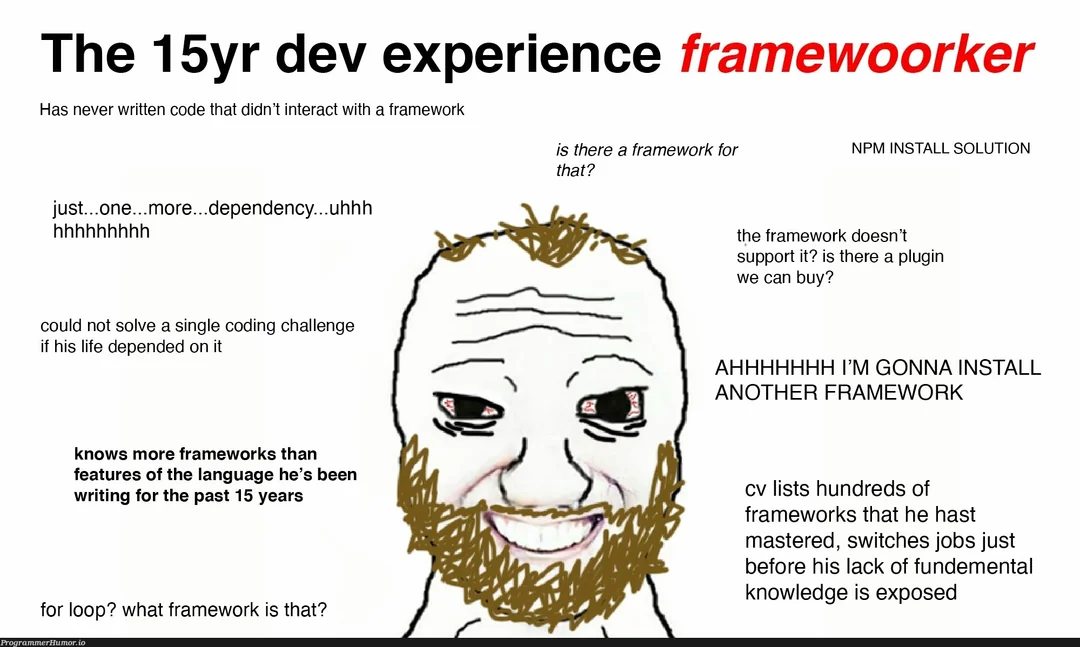 The 15yr dev experience framewoorker
Has never written code that didn't interact with a framework
is there a framework for
that?
NPM INSTALL SOLUTION
just...one...more...dependency...uhhh
hhhhhhhhh
the framework doesn't
support it? is there a plugin
we can buy?
could not solve a single coding challenge
if his life depended on it
AHHHHHHH I'M GONNA INSTALL
ANOTHER FRAMEWORK
knows more frameworks than
features of the language he's been
writing for the past 15 years
cv lists hundreds of
frameworks that he hast
mastered, switches jobs just
before his lack of fundemental
knowledge is exposed
for loop? what framework is that?
ProgrammerHumor.io